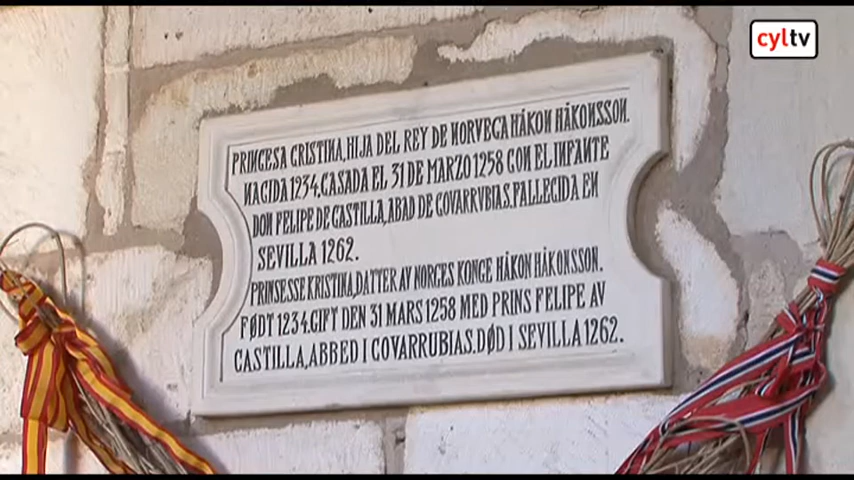 cyltv
PRINCESA CRISTINA, HIJA DEL REY DE NORVEGA HÅKON HÅKONSSON.
NACIDA 1234. CASADA EL 31 DE MARZO 1258 CON EL INFANTE
DON FELIPE DE CASTILLA, ABAD DE COVARRUBIAS. FALLECIDA EN
SEVILLA 1262.
PRINSESSE KRISTINA, DATTER AV NORGES KONGE HÅKON HÅKONSSON.
FØDT 1234. GIFT DEN 31 MARS 1258 MED PRINS FELIPE AV
CASTILLA, ABBED I COVARRUBIAS. DØD I SEVILLA 1262.